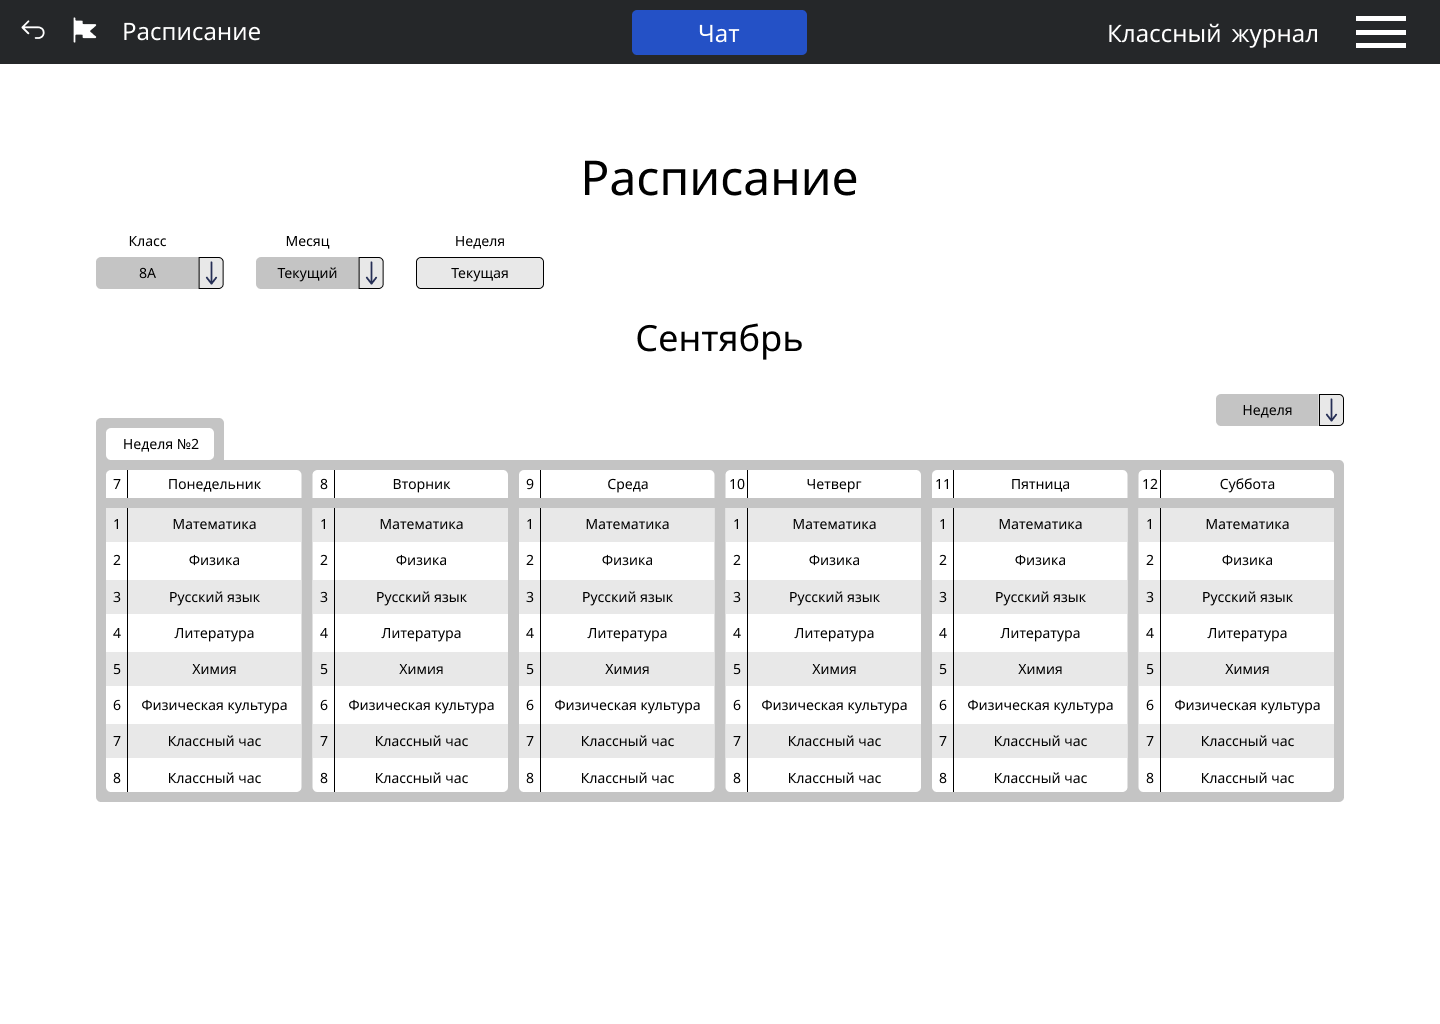 Расписание Чат Классный журнал
Расписание
Класс Месяц Неделя
8А Текущий Текущая
Сентябрь
Неделя
Неделя №2
7 Понедельник 8 Вторник 9 Среда 10 Четверг 11 Пятница 12 Суббота
1 Математика 1 Математика 1 Математика 1 Математика 1 Математика 1 Математика
2 Физика 2 Физика 2 Физика 2 Физика 2 Физика 2 Физика
3 Русский язык 3 Русский язык 3 Русский язык 3 Русский язык 3 Русский язык 3 Русский язык
4 Литература 4 Литература 4 Литература 4 Литература 4 Литература 4 Литература
5 Химия 5 Химия 5 Химия 5 Химия 5 Химия 5 Химия
6 Физическая культура 6 Физическая культура 6 Физическая культура 6 Физическая культура 6 Физическая культура 6 Физическая культура
7 Классный час 7 Классный час 7 Классный час 7 Классный час 7 Классный час 7 Классный час
8 Классный час 8 Классный час 8 Классный час 8 Классный час 8 Классный час 8 Классный час